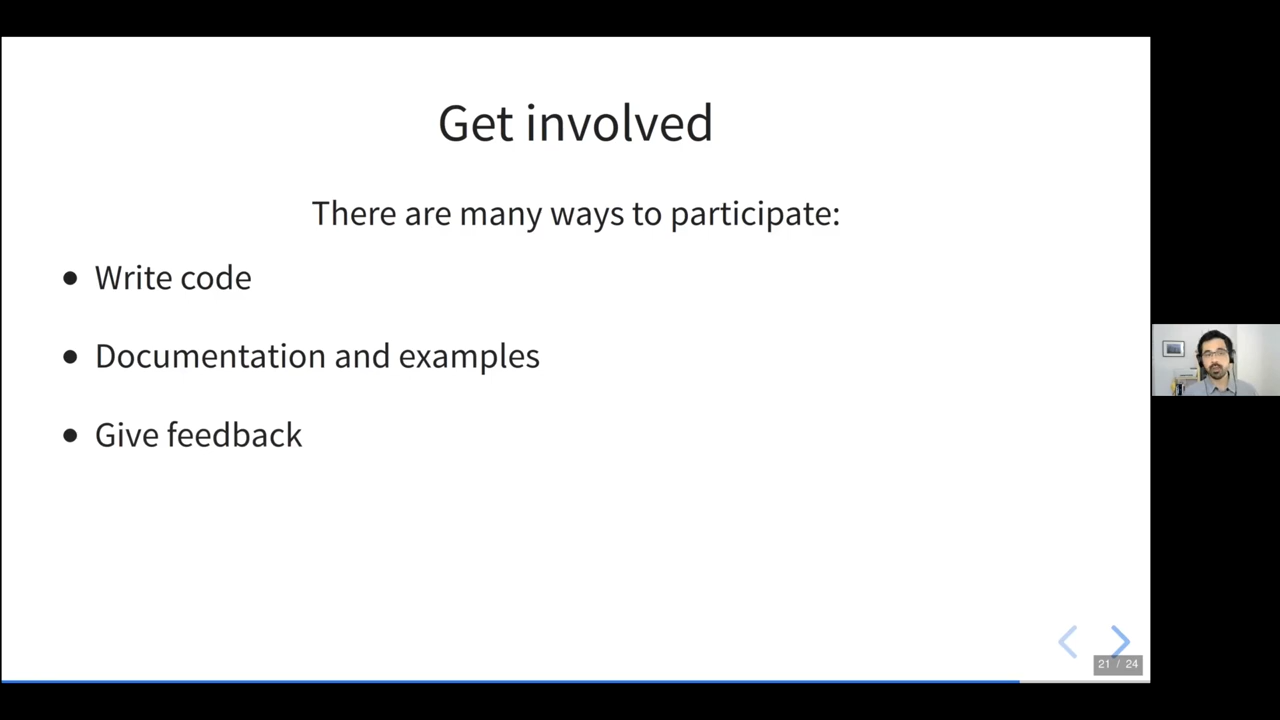 Get involved
There are many ways to participate:
• Write code
• Documentation and examples
• Give feedback
21 / 24